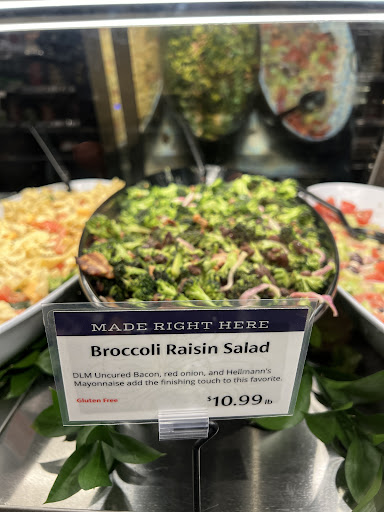 MADE RIGHT HERE
Broccoli Raisin Salad
DLM Uncured Bacon, red onion, and Hellmann's
Mayonnaise add the finishing touch to this favorite.
Gluten Free $10.99 lb